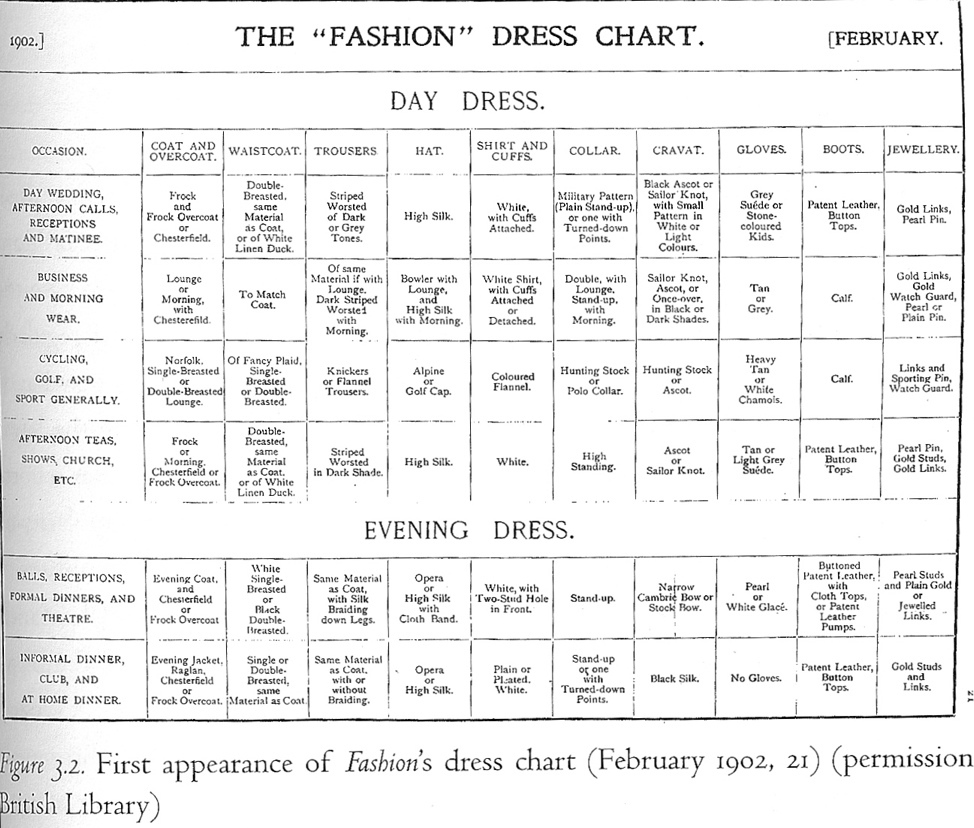 1902.]
THE “FASHION” DRESS CHART.
[FEBRUARY.
DAY DRESS.
OCCASION.
COAT AND
OVERCOAT.
WAISTCOAT.
TROUSERS
HAT.
SHIRT AND
CUFFS.
COLLAR.
CRAVAT.
GLOVES.
BOOTS.
JEWELLERY.
DAY WEDDING,
AFTERNOON CALLS,
RECEPTIONS
AND MATINEE.
Frock
and
Frock Overcoat
or
Chesterfield.
Double-
Breasted,
same
Material
as Coat,
or of White
Linen Duck.
Striped
Worsted
of Dark
or Grey
Tones.
High Silk.
White,
with Cuffs
Attached.
Military Pattern
(Plain Stand-up),
or one with
Turned-down
Points.
Black Ascot or
Sailor Knot,
with Small
Pattern in
White or
Light
Colours.
Grey
Suéde or
Stone-
coloured
Kids.
Patent Leather,
Button
Tops.
Gold Links,
Pearl Pin.
BUSINESS
AND MORNING
WEAR.
Lounge
or
Morning,
with
Chesterefild.
To Match
Coat.
Of same
Material if with
Lounge,
Dark Striped
Worsted
with
Morning.
Bowler with
Lounge,
and
High Silk
with Morning.
White Shirt,
with Cuffs
Attached
or
Detached.
Double, with
Lounge,
Stand-up,
with
Morning.
Sailor Knot,
Ascot, or
Once-over,
in Black or
Dark Shades.
Tan
or
Grey.
Calf.
Gold Links,
Gold
Watch Guard,
Pearl or
Plain Pin.
CYCLING,
GOLF, AND
SPORT GENERALLY.
Norfolk,
Single-Breasted
or
Double-Breasted
Lounge.
Of Fancy Plaid,
Single-
Breasted
or Double-
Breasted.
Knickers
or Flannel
Trousers.
Alpine
or
Golf Cap.
Coloured
Flannel.
Hunting Stock
or
Polo Collar.
Hunting Stock
or
Ascot.
Heavy
Tan
or
White
Chamois.
Calf.
Links and
Sporting Pin,
Watch Guard.
AFTERNOON TEAS,
SHOWS, CHURCH,
ETC.
Frock
or
Morning,
Chesterfield or
Frock Overcoat.
Double-
Breasted,
same
Material
as Coat,
or of White
Linen Duck.
Striped
Worsted
in Dark Shade.
High Silk.
White.
High
Standing.
Ascot
or
Sailor Knot.
Tan or
Light Grey
Suéde.
Patent Leather,
Button
Tops.
Pearl Pin,
Gold Studs,
Gold Links.
EVENING DRESS.
BALLS, RECEPTIONS,
FORMAL DINNERS, AND
THEATRE.
Evening Coat,
and
Chesterfield
or
Frock Overcoat
White
Single-
Breasted
or
Black
Double-
Breasted.
Same Material
as Coat,
with Silk
Braiding
down Legs.
Opera
or
High Silk
with
Cloth Band.
White, with
Two-Stud Hole
in Front.
Stand-up.
Narrow
Cambric Bow or
Stock Bow.
Pearl
or
White Glacé.
Buttoned
Patent Leather,
with
Cloth Tops,
or Patent
Leather
Pumps.
Pearl Studs
and Plain Gold
or
Jewelled
Links.
INFORMAL DINNER,
CLUB, AND
AT HOME DINNER.
Evening Jacket,
Raglan,
Chesterfield
or
Frock Overcoat.
Single or
Double-
Breasted,
same
Material as Coat.
Same Material
as Coat,
with or
without
Braiding.
Opera
or
High Silk.
Plain or
Pleated,
White.
Stand-up
or one
with
Turned-down
Points.
Black Silk.
No Gloves.
Patent Leather,
Button
Tops.
Gold Studs
and
Links.
21
Figure 3.2. First appearance of Fashion's dress chart (February 1902, 21) (permission
British Library)